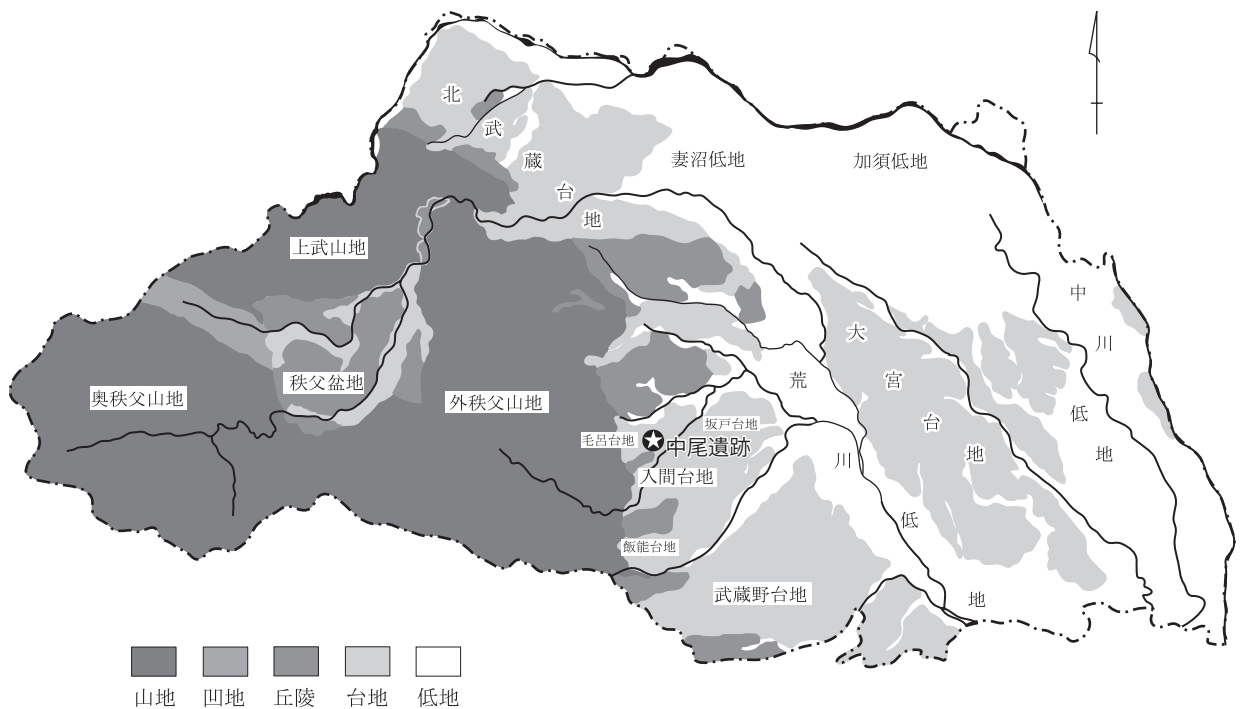 北武蔵台地
妻沼低地
加須低地
上武山地
中川低地
大宮台地
荒川低地
秩父盆地
奥秩父山地
外秩父山地
坂戸台地
毛呂台地
中尾遺跡
入間台地
飯能台地
武蔵野台地
山地
凹地
丘陵
台地
低地